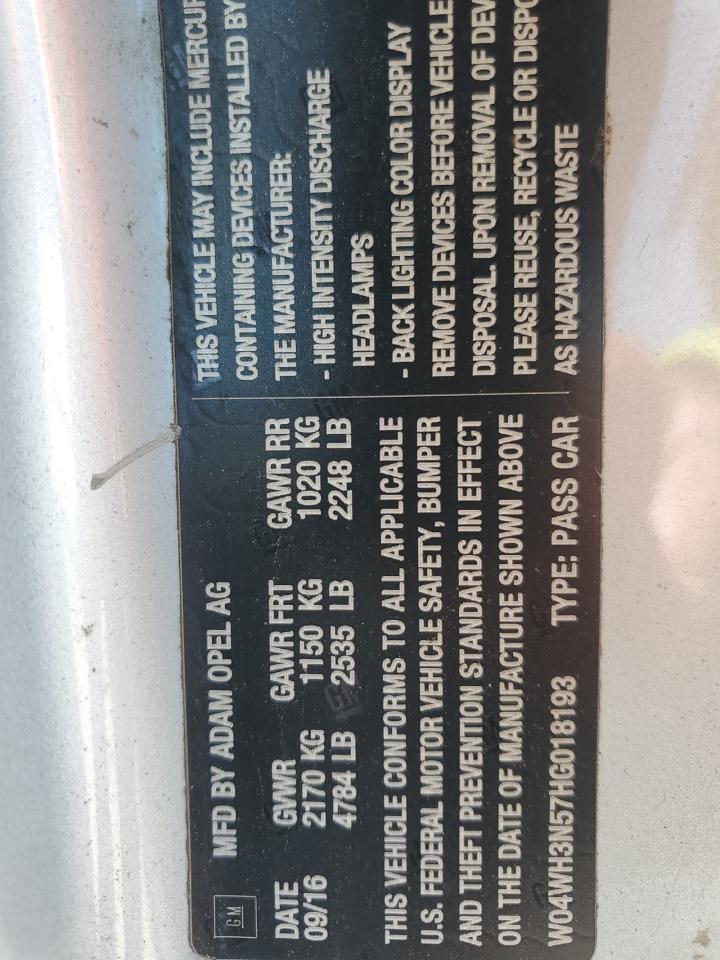 GM
MFD BY ADAM OPEL AG
DATE GVWR GAWR FRT GAWR RR
09/16 2170 KG 1150 KG 1020 KG
4784 LB 2535 LB 2248 LB
THIS VEHICLE CONFORMS TO ALL APPLICABLE
U.S. FEDERAL MOTOR VEHICLE SAFETY, BUMPER
AND THEFT PREVENTION STANDARDS IN EFFECT
ON THE DATE OF MANUFACTURE SHOWN ABOVE
W04WH3N57HG018193 TYPE: PASS CAR
THIS VEHICLE MAY INCLUDE
CONTAINING DEVICES INSTALLED BY
THE MANUFACTURER:
- HIGH INTENSITY DISCHARGE
HEADLAMPS
- BACK LIGHTING COLOR DISPLAY
REMOVE DEVICES BEFORE VEHICLE
DISPOSAL. UPON REMOVAL OF
PLEASE REUSE, RECYCLE OR
AS HAZARDOUS WASTE